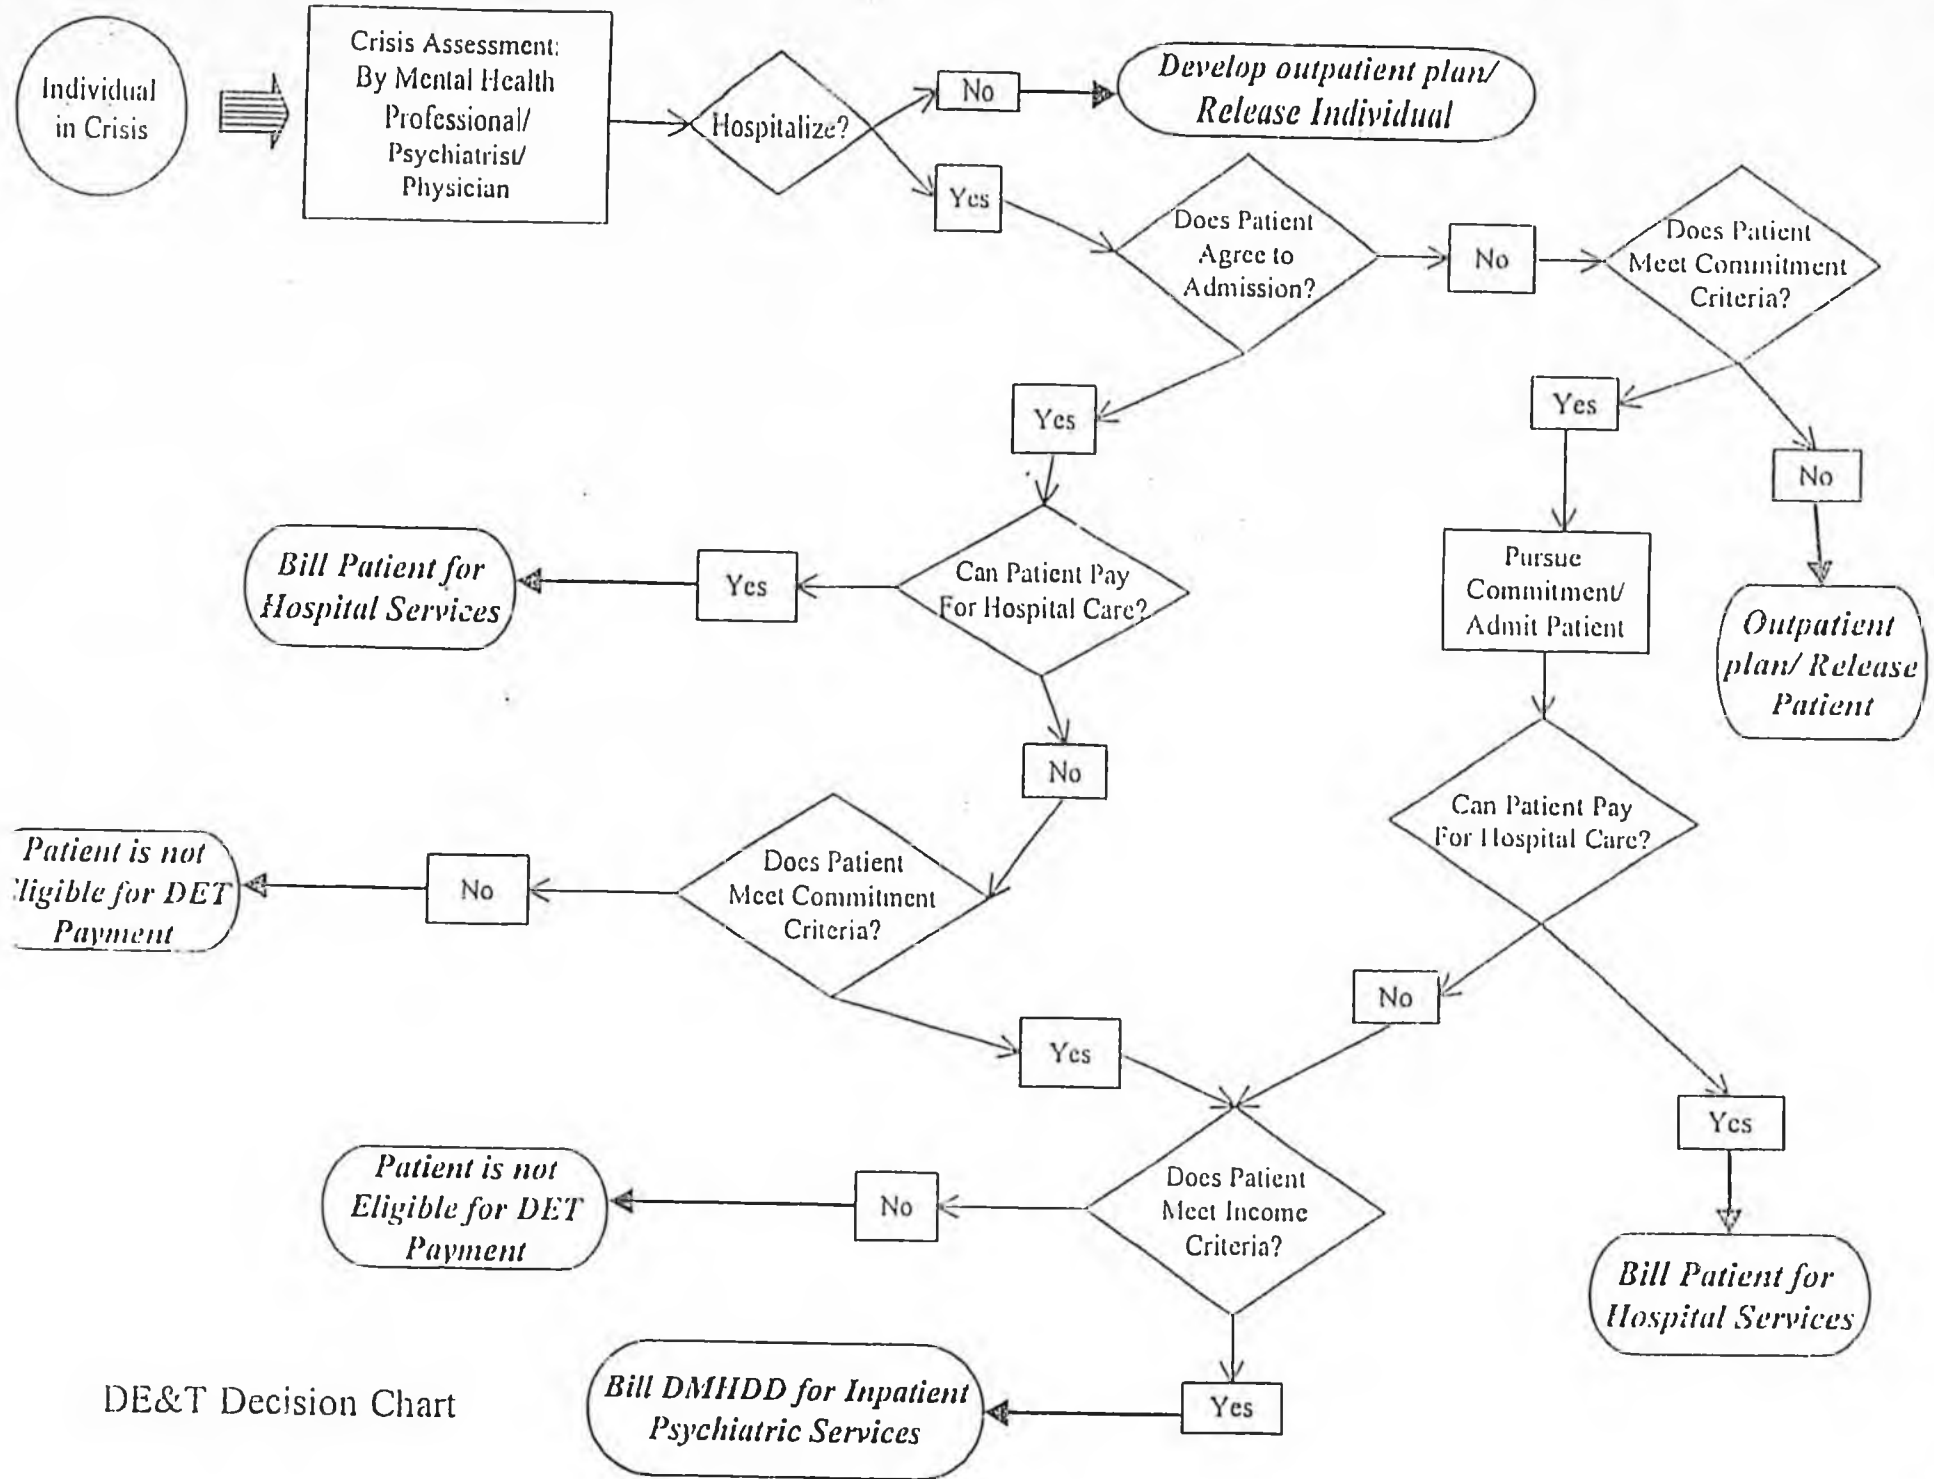 Individual
in Crisis
Crisis Assessment:
By Mental Health
Professional/
Psychiatrist/
Physician
Hospitalize?
No
Develop outpatient plan/
Release Individual
Yes
Does Patient
Agree to
Admission?
No
Does Patient
Meet Commitment
Criteria?
Yes
Yes
No
Can Patient Pay
For Hospital Care?
Yes
Bill Patient for
Hospital Services
Pursue
Commitment/
Admit Patient
Outpatient
plan/ Release
Patient
No
Can Patient Pay
For Hospital Care?
Does Patient
Meet Commitment
Criteria?
No
Patient is not
Eligible for DET
Payment
No
Yes
Yes
Does Patient
Meet Income
Criteria?
No
Patient is not
Eligible for DET
Payment
Bill Patient for
Hospital Services
Yes
Bill DMHDD for Inpatient
Psychiatric Services
DE&T Decision Chart